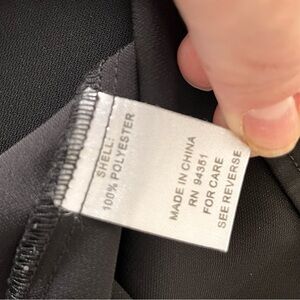 SHELL:
100% POLYESTER
MADE IN CHINA
RN 94351
FOR CARE
SEE REVERSE